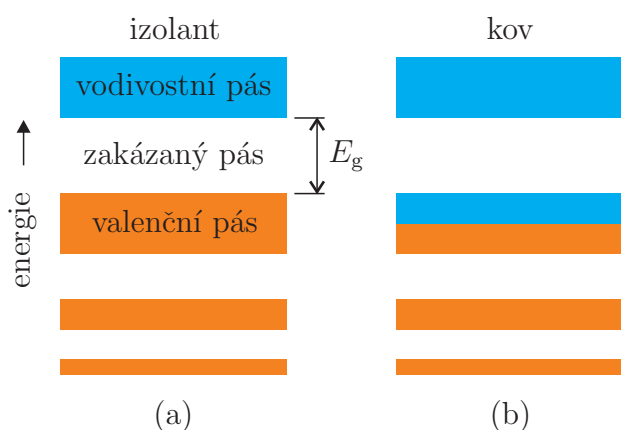 izolant
kov
vodivostní pás
zakázaný pás
E_g
valenční pás
energie
(a)
(b)